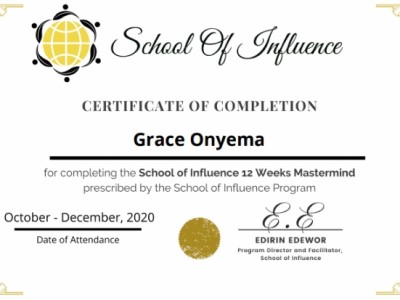 School Of Influence
CERTIFICATE OF COMPLETION
Grace Onyema
for completing the School of Influence 12 Weeks Mastermind
prescribed by the School of Influence Program
October - December, 2020
Date of Attendance
E.E
EDIRIN EDEWOR
Program Director and Facilitator,
School of Influence